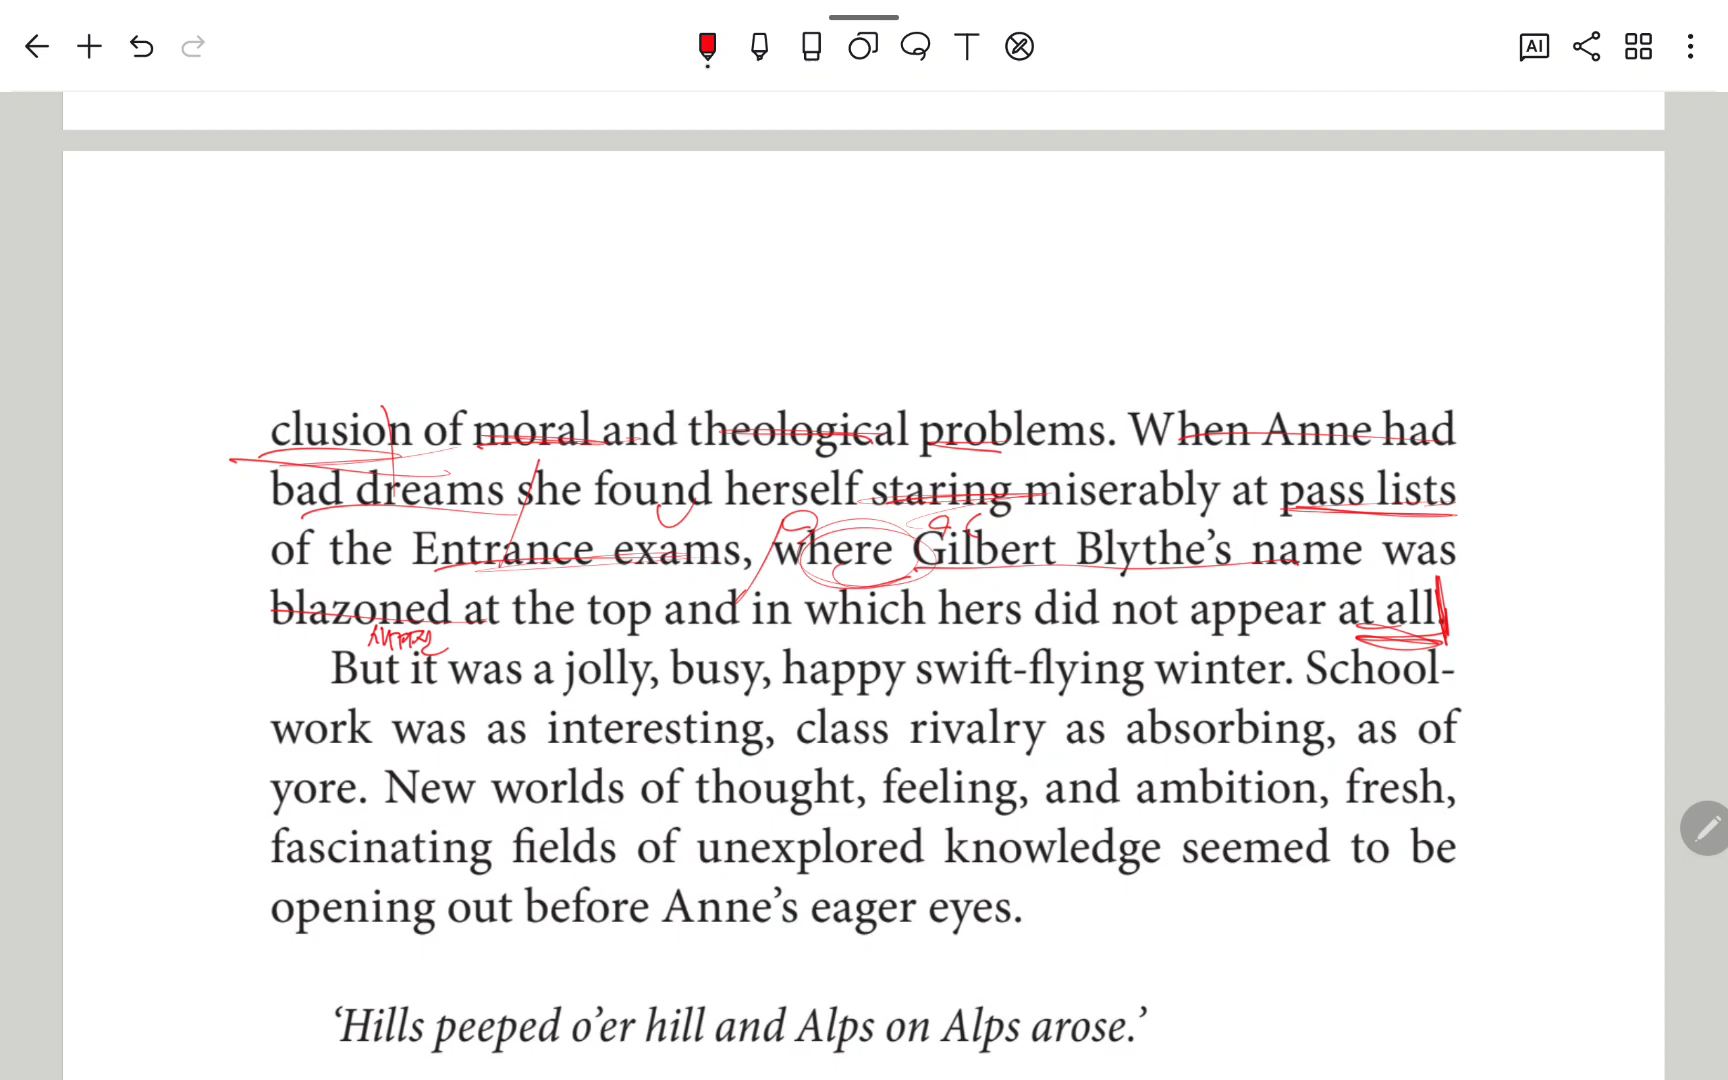 AI
clusion of moral and theological problems. When Anne had
bad dreams she found herself staring miserably at pass lists
of the Entrance exams, where Gilbert Blythe’s name was
blazoned at the top and in which hers did not appear at all.
But it was a jolly, busy, happy swift-flying winter. School-
work was as interesting, class rivalry as absorbing, as of
yore. New worlds of thought, feeling, and ambition, fresh,
fascinating fields of unexplored knowledge seemed to be
opening out before Anne’s eager eyes.
‘Hills peeped o’er hill and Alps on Alps arose.’